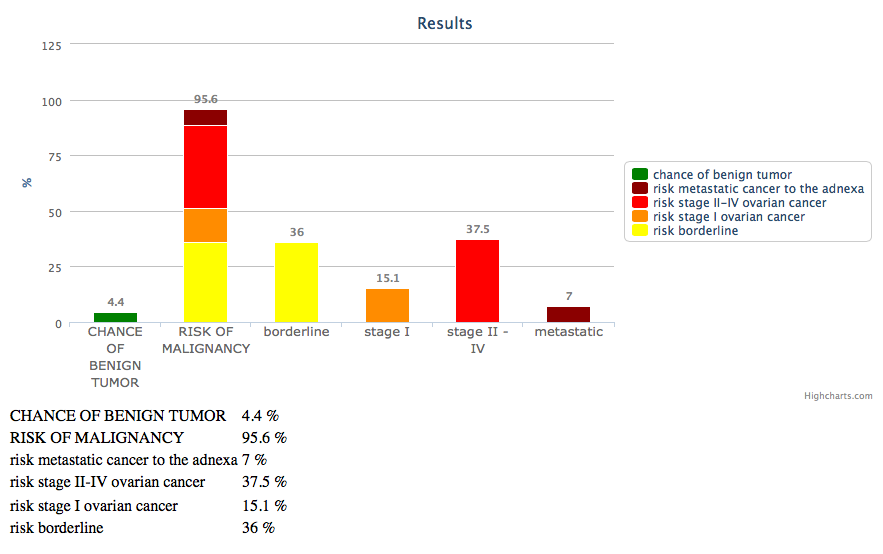 Results
125
100
75
50
25
0
%
95.6
4.4
36
15.1
37.5
7
CHANCE
OF
BENIGN
TUMOR
RISK OF
MALIGNANCY
borderline
stage I
stage II -
IV
metastatic
chance of benign tumor
risk metastatic cancer to the adnexa
risk stage II-IV ovarian cancer
risk stage I ovarian cancer
risk borderline
Highcharts.com
CHANCE OF BENIGN TUMOR 4.4 %
RISK OF MALIGNANCY 95.6 %
risk metastatic cancer to the adnexa 7 %
risk stage II-IV ovarian cancer 37.5 %
risk stage I ovarian cancer 15.1 %
risk borderline 36 %